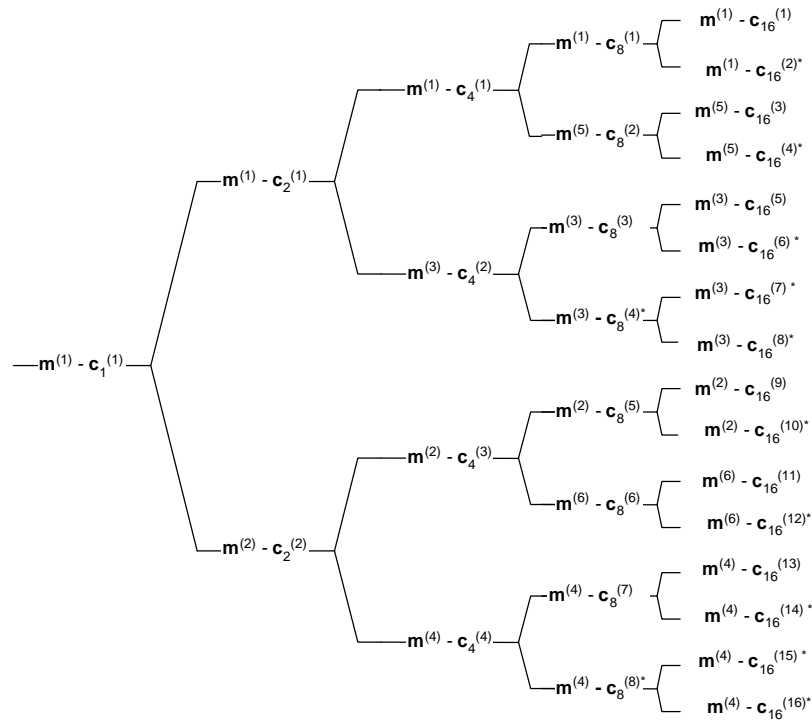 m(1) - c1(1)
m(1) - c2(1)
m(2) - c2(2)
m(1) - c4(1)
m(3) - c4(2)
m(2) - c4(3)
m(4) - c4(4)
m(1) - c8(1)
m(5) - c8(2)
m(3) - c8(3)
m(3) - c8(4)*
m(2) - c8(5)
m(6) - c8(6)
m(4) - c8(7)
m(4) - c8(8)*
m(1) - c16(1)
m(1) - c16(2)*
m(5) - c16(3)
m(5) - c16(4)*
m(3) - c16(5)
m(3) - c16(6) *
m(3) - c16(7) *
m(3) - c16(8)*
m(2) - c16(9)
m(2) - c16(10)*
m(6) - c16(11)
m(6) - c16(12)*
m(4) - c16(13)
m(4) - c16(14) *
m(4) - c16(15) *
m(4) - c16(16)*